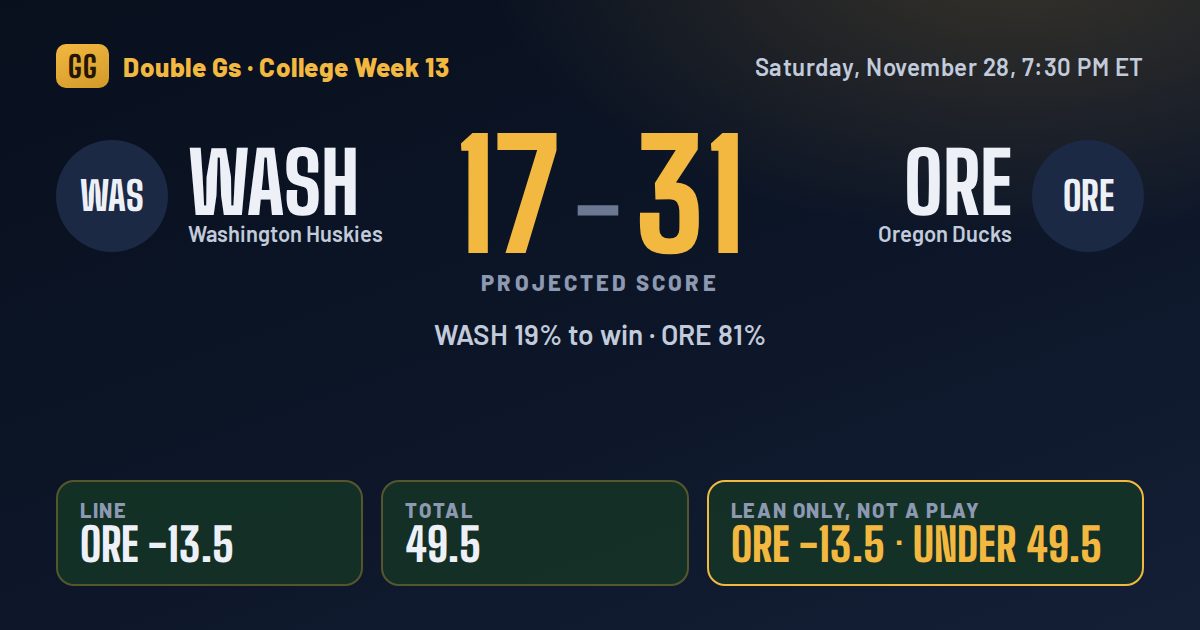 GG Double Gs · College Week 13
Saturday, November 28, 7:30 PM ET
WAS
WASH
Washington Huskies
17 – 31
PROJECTED SCORE
WASH 19% to win · ORE 81%
ORE
Oregon Ducks
ORE
LINE
ORE −13.5
TOTAL
49.5
LEAN ONLY, NOT A PLAY
ORE −13.5 · UNDER 49.5